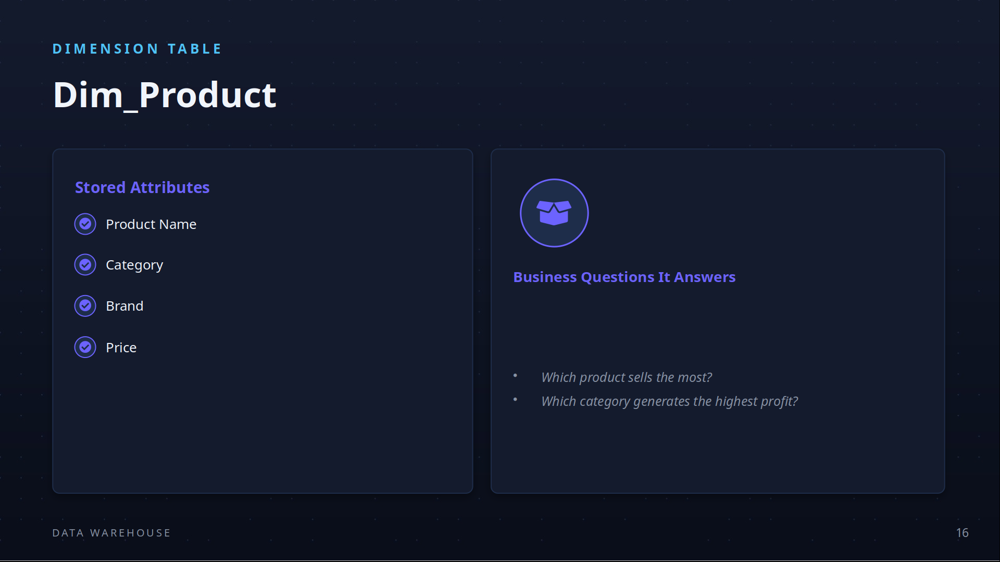 DIMENSION TABLE
Dim_Product
Stored Attributes
Product Name
Category
Brand
Price
Business Questions It Answers
• Which product sells the most?
• Which category generates the highest profit?
DATA WAREHOUSE
16